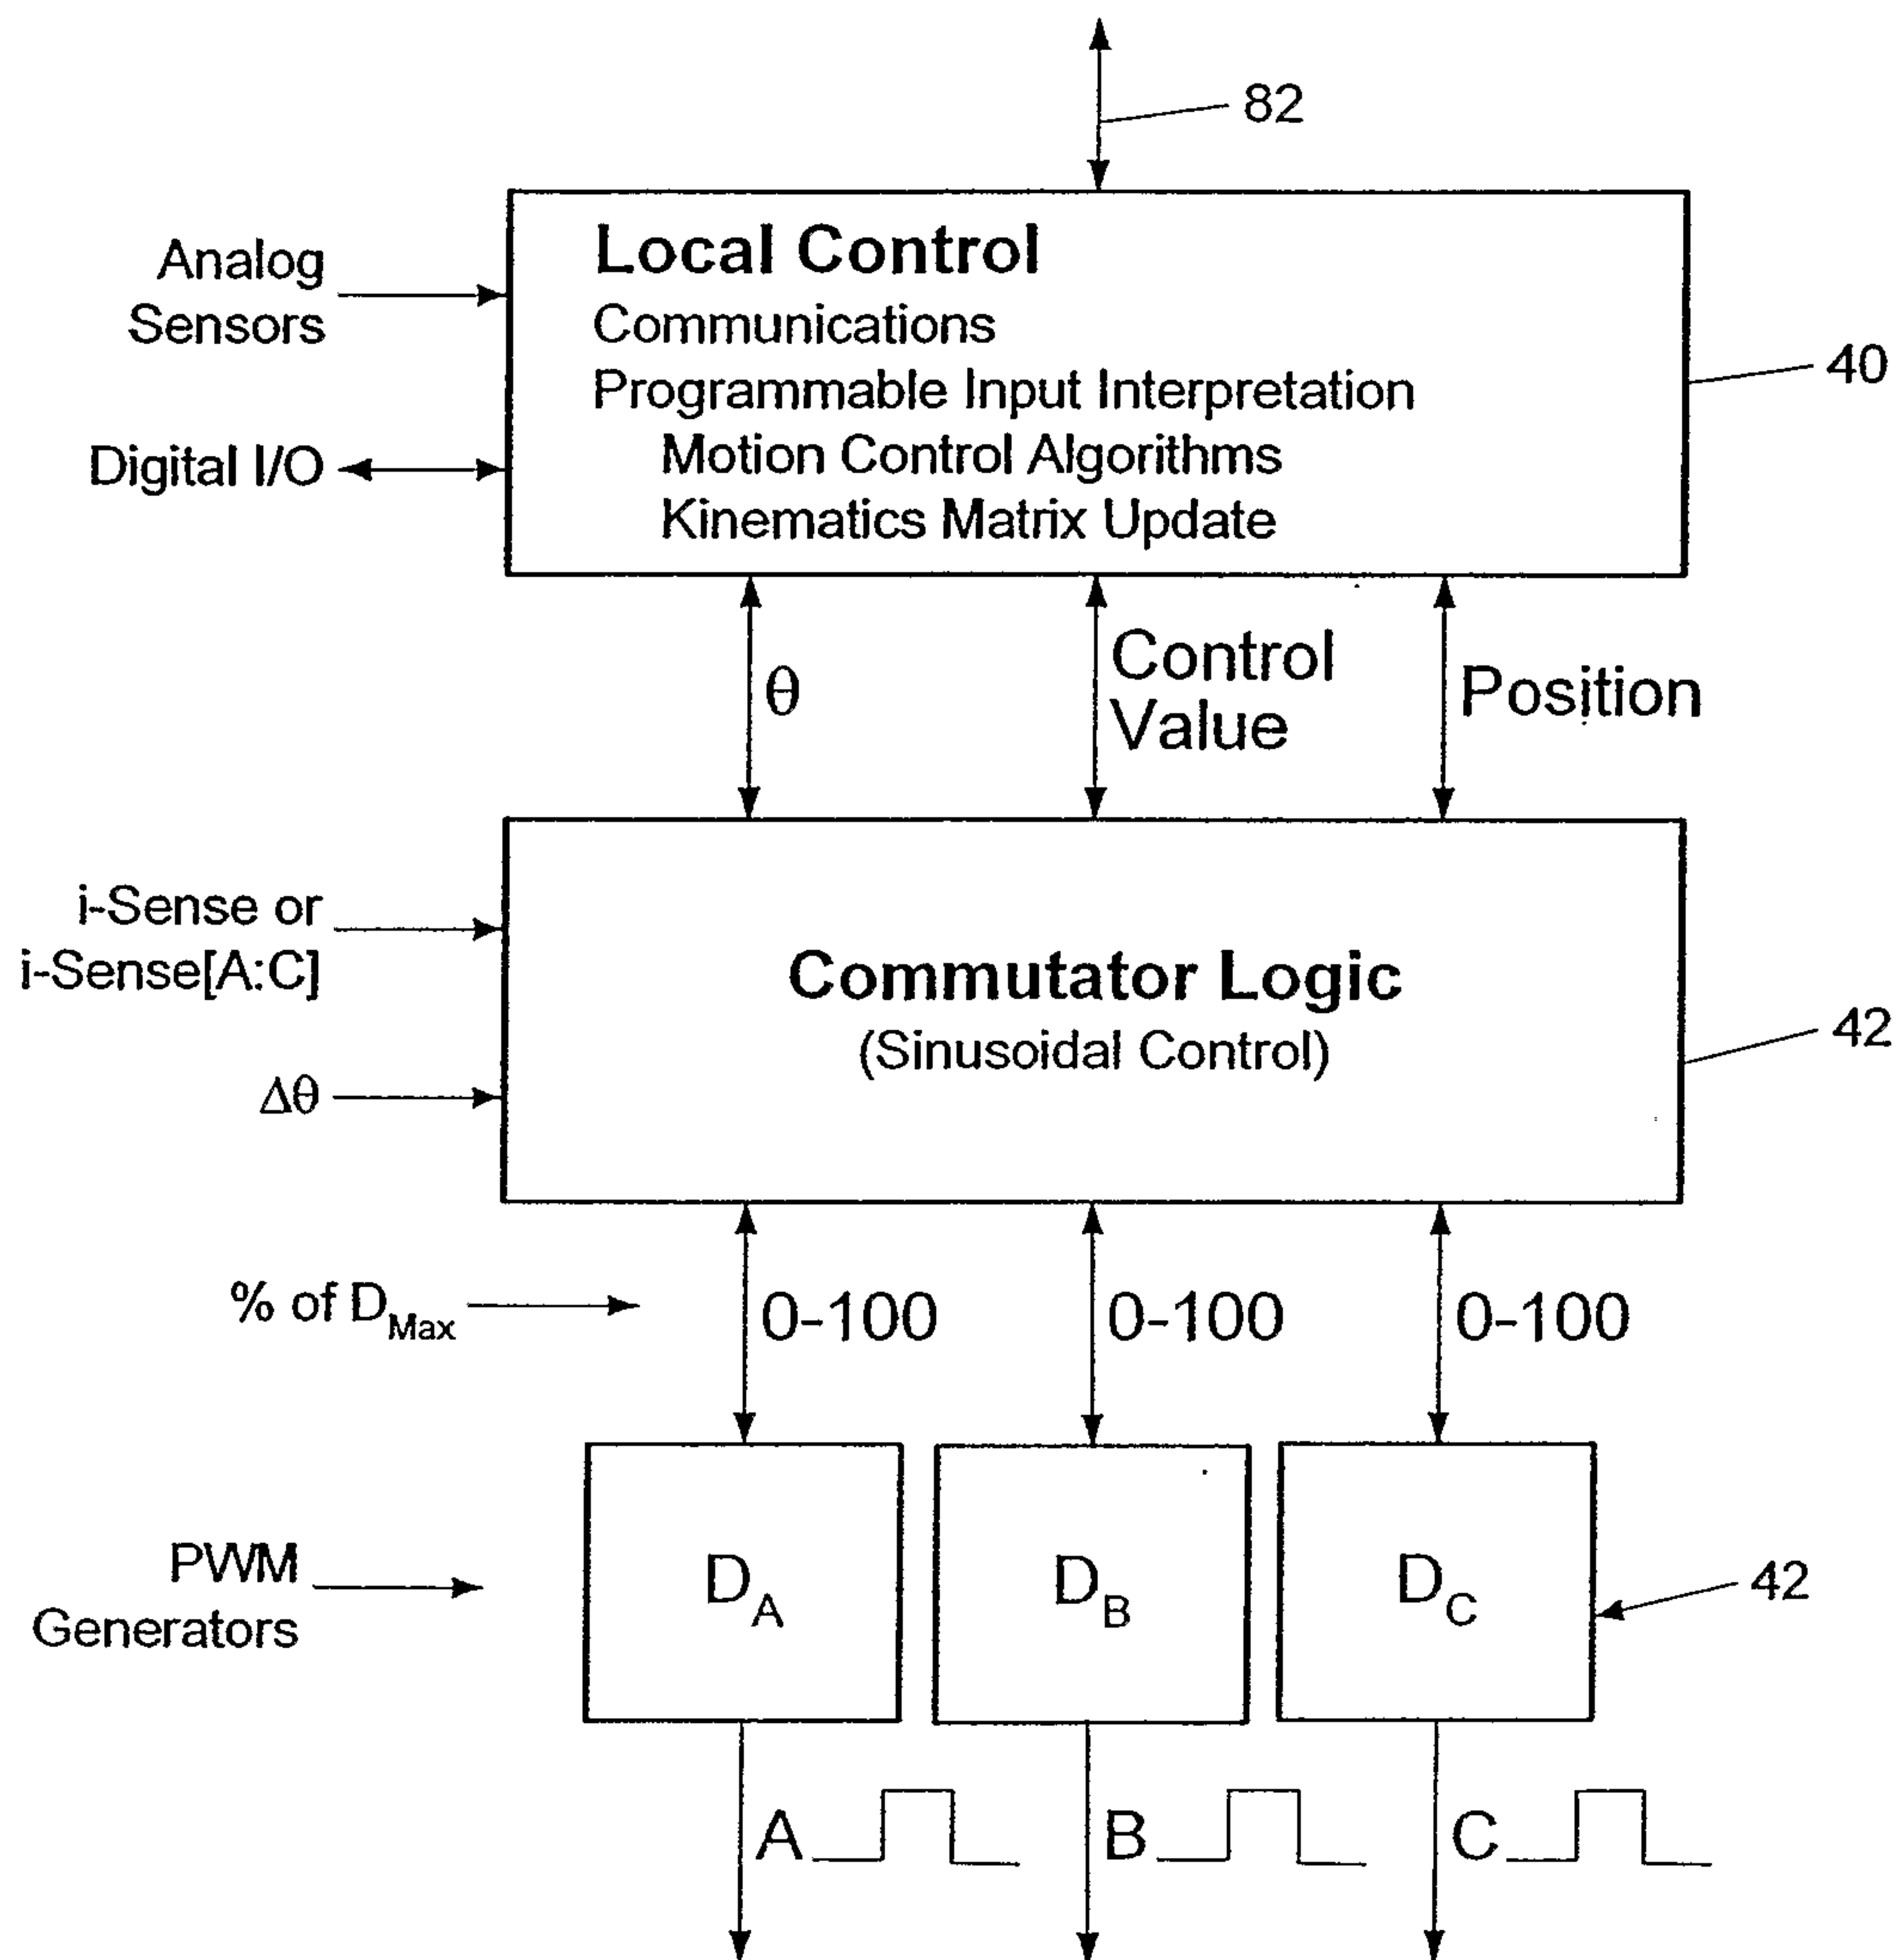 82
Analog
Sensors
Local Control
Communications
Programmable Input Interpretation
Motion Control Algorithms
Kinematics Matrix Update
40
Digital I/O
θ
Control
Value
Position
i-Sense or
i-Sense[A:C]
Commutator Logic
(Sinusoidal Control)
42
Δθ
% of DMax
0-100
0-100
0-100
PWM
Generators
DA
DB
DC
42
A
B
C